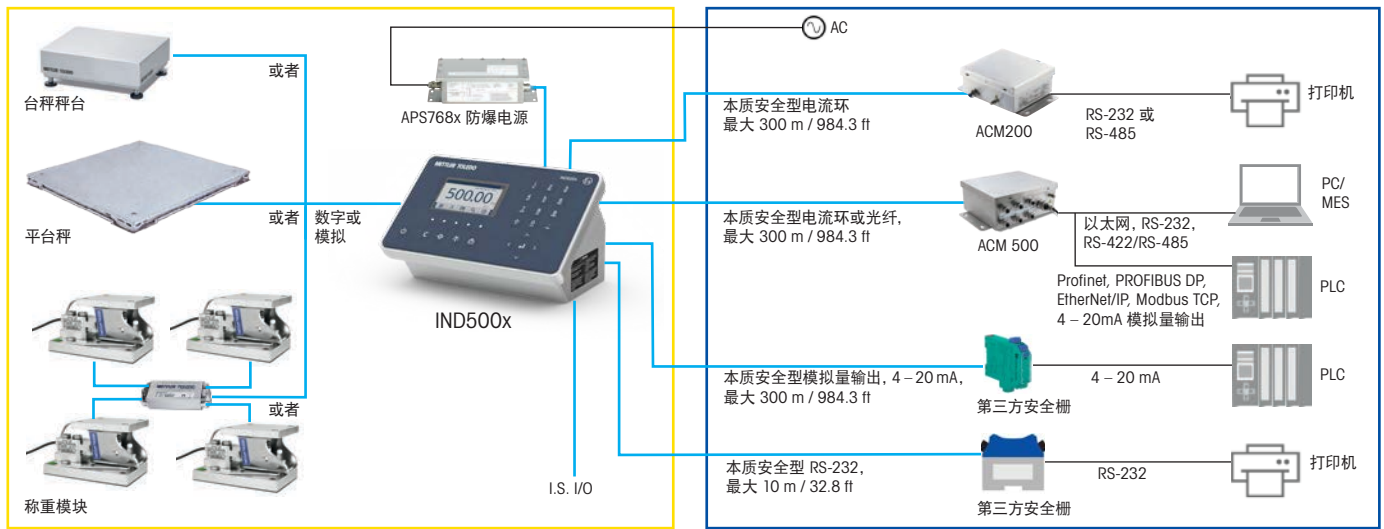 台秤秤台
或者
平台秤
或者
数字或
模拟
或者
称重模块
APS768x 防爆电源
METTLER TOLEDO
500.00
IND500x
I.S. I/O
AC
本质安全型电流环
最大 300 m / 984.3 ft
ACM200
RS-232 或
RS-485
打印机
本质安全型电流环或光纤,
最大 300 m / 984.3 ft
ACM 500
以太网, RS-232,
RS-422/RS-485
PC/
MES
Profinet, PROFIBUS DP,
EtherNet/IP, Modbus TCP,
4 – 20mA 模拟量输出
PLC
本质安全型模拟量输出, 4 – 20 mA,
最大 300 m / 984.3 ft
第三方安全栅
4 – 20 mA
PLC
本质安全型 RS-232,
最大 10 m / 32.8 ft
第三方安全栅
RS-232
打印机